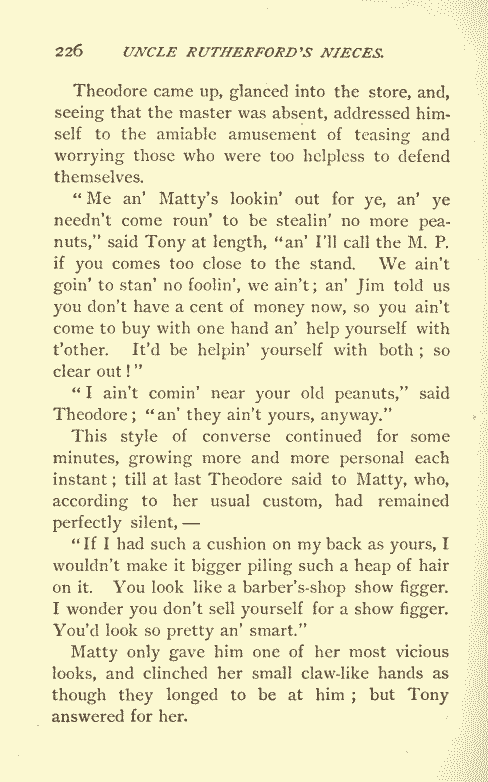 226 UNCLE RUTHERFORD'S NIECES.
Theodore came up, glanced into the store, and,
seeing that the master was absent, addressed him-
self to the amiable amusement of teasing and
worrying those who were too helpless to defend
themselves.
"Me an' Matty's lookin' out for ye, an' ye
needn't come roun' to be stealin' no more pea-
nuts," said Tony at length, "an' I'll call the M. P.
if you comes too close to the stand. We ain't
goin' to stan' no foolin', we ain't; an' Jim told us
you don't have a cent of money now, so you ain't
come to buy with one hand an' help yourself with
t'other. It'd be helpin' yourself with both; so
clear out!"
"I ain't comin' near your old peanuts," said
Theodore; "an' they ain't yours, anyway."
This style of converse continued for some
minutes, growing more and more personal each
instant; till at last Theodore said to Matty, who,
according to her usual custom, had remained
perfectly silent,—
"If I had such a cushion on my back as yours, I
wouldn't make it bigger piling such a heap of hair
on it. You look like a barber's-shop show figger.
I wonder you don't sell yourself for a show figger.
You'd look so pretty an' smart."
Matty only gave him one of her most vicious
looks, and clinched her small claw-like hands as
though they longed to be at him; but Tony
answered for her.